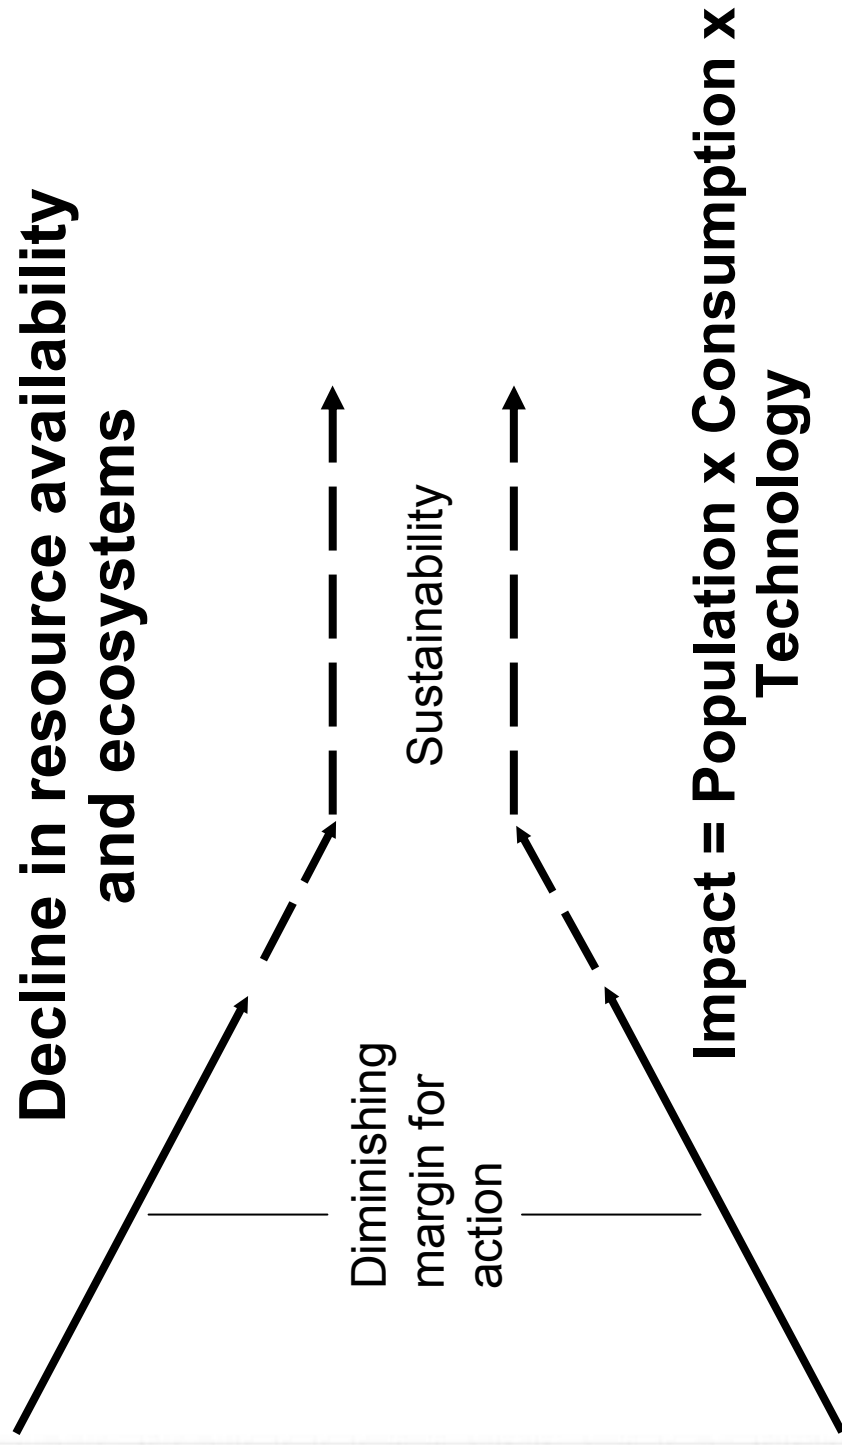 Decline in resource availability
and ecosystems
Diminishing
margin for
action
Sustainability
Impact = Population x Consumption x
Technology